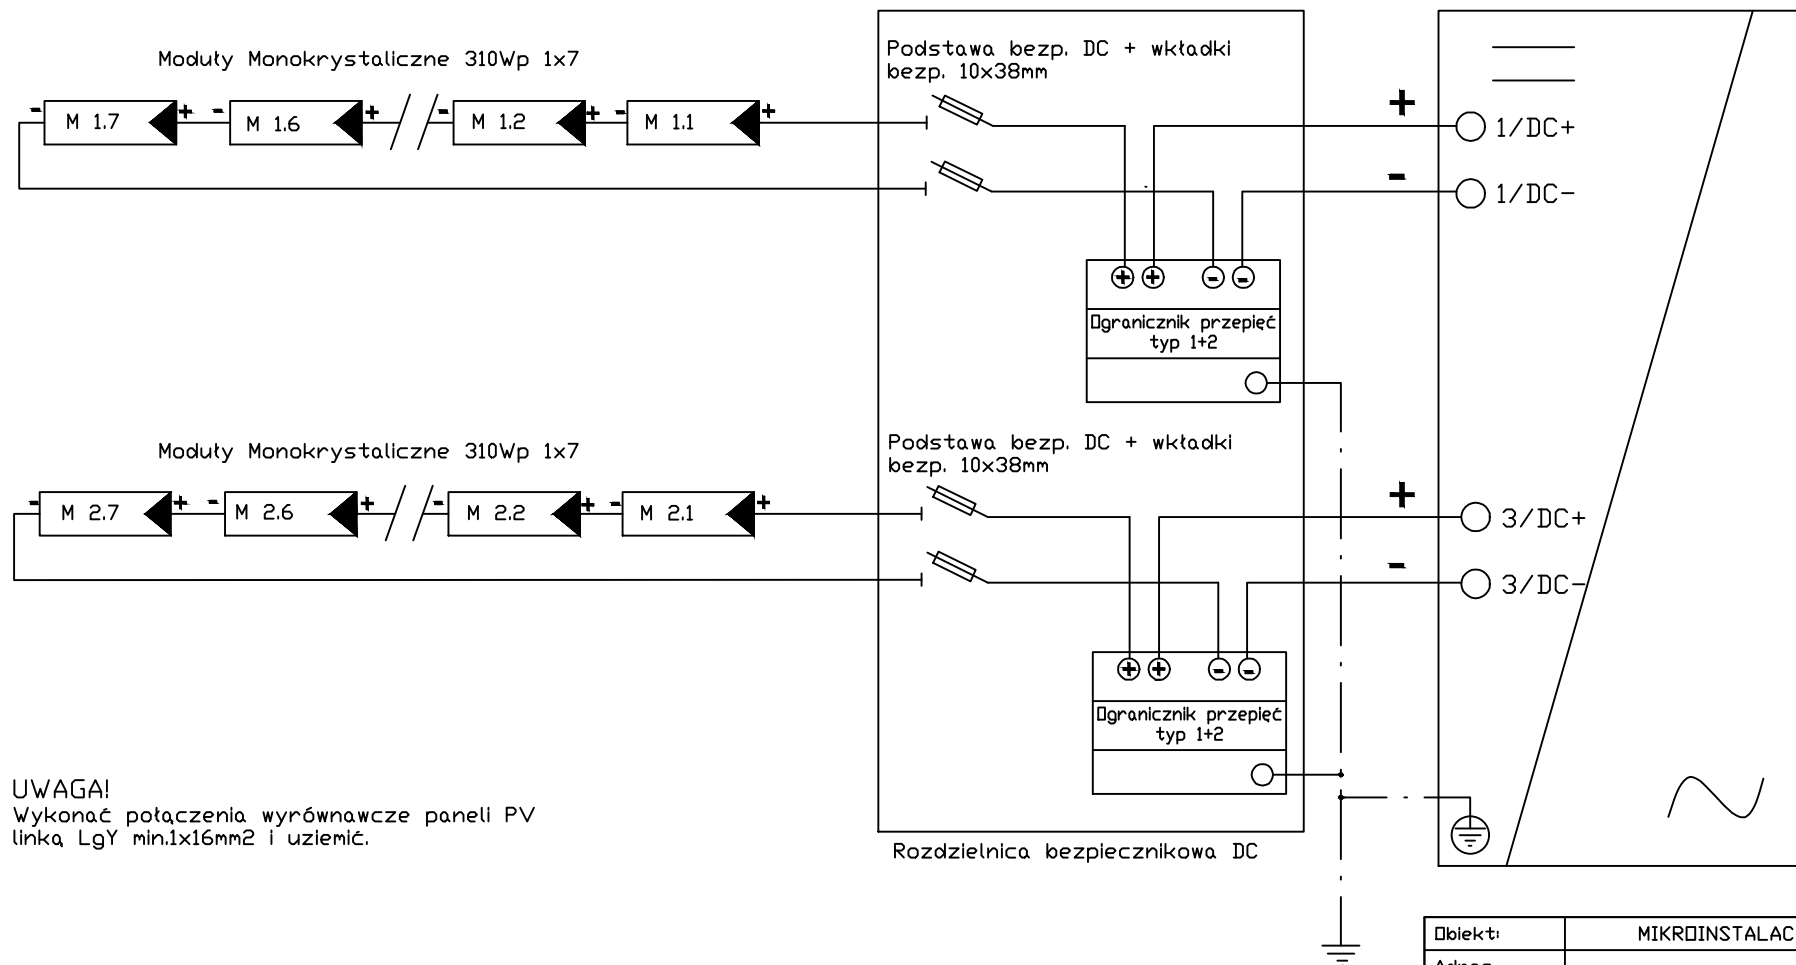 Moduły Monokrystaliczne 310Wp 1x7
Podstawa bezp. DC + wkładki
bezp. 10x38mm
- M 1.7 + - M 1.6 + - M 1.2 + - M 1.1 +
+ 1/DC+
- 1/DC-
+ + - -
Ogranicznik przepięć
typ 1+2
Moduły Monokrystaliczne 310Wp 1x7
Podstawa bezp. DC + wkładki
bezp. 10x38mm
- M 2.7 + - M 2.6 + - M 2.2 + - M 2.1 +
+ 3/DC+
- 3/DC-
+ + - -
Ogranicznik przepięć
typ 1+2
UWAGA!
Wykonać połączenia wyrównawcze paneli PV
linką LgY min.1x16mm2 i uziemić.
Rozdzielnica bezpiecznikowa DC
Obiekt: MIKROINSTALAC